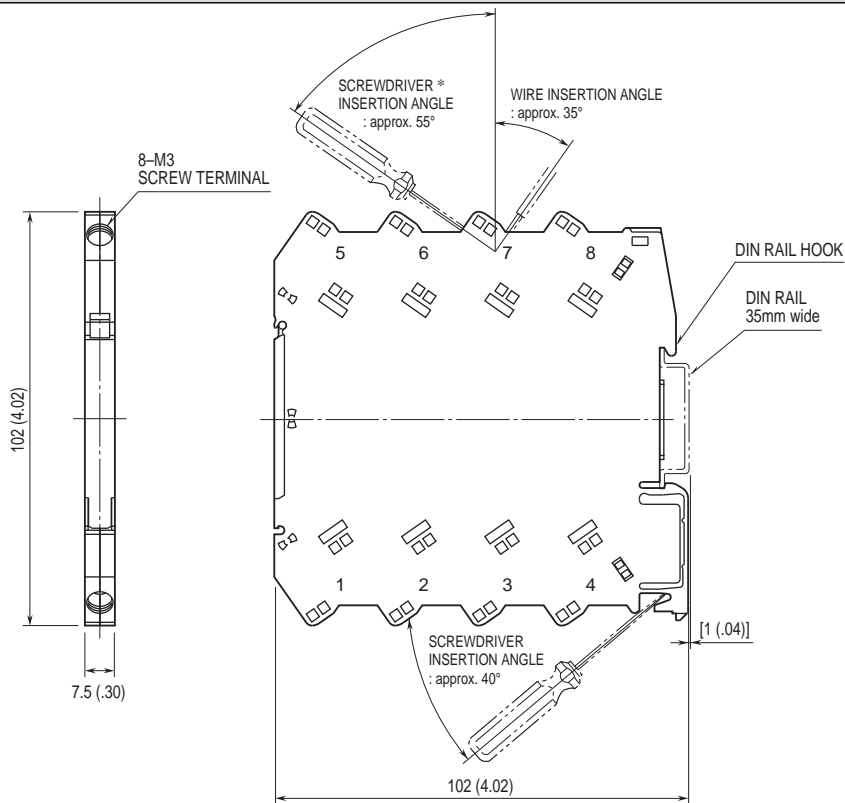 SCREWDRIVER *
INSERTION ANGLE
: approx. 55°
WIRE INSERTION ANGLE
: approx. 35°
8–M3
SCREW TERMINAL
5
6
7
8
DIN RAIL HOOK
DIN RAIL
35mm wide
102 (4.02)
1
2
3
4
[1 (.04)]
SCREWDRIVER
INSERTION ANGLE
: approx. 40°
7.5 (.30)
102 (4.02)